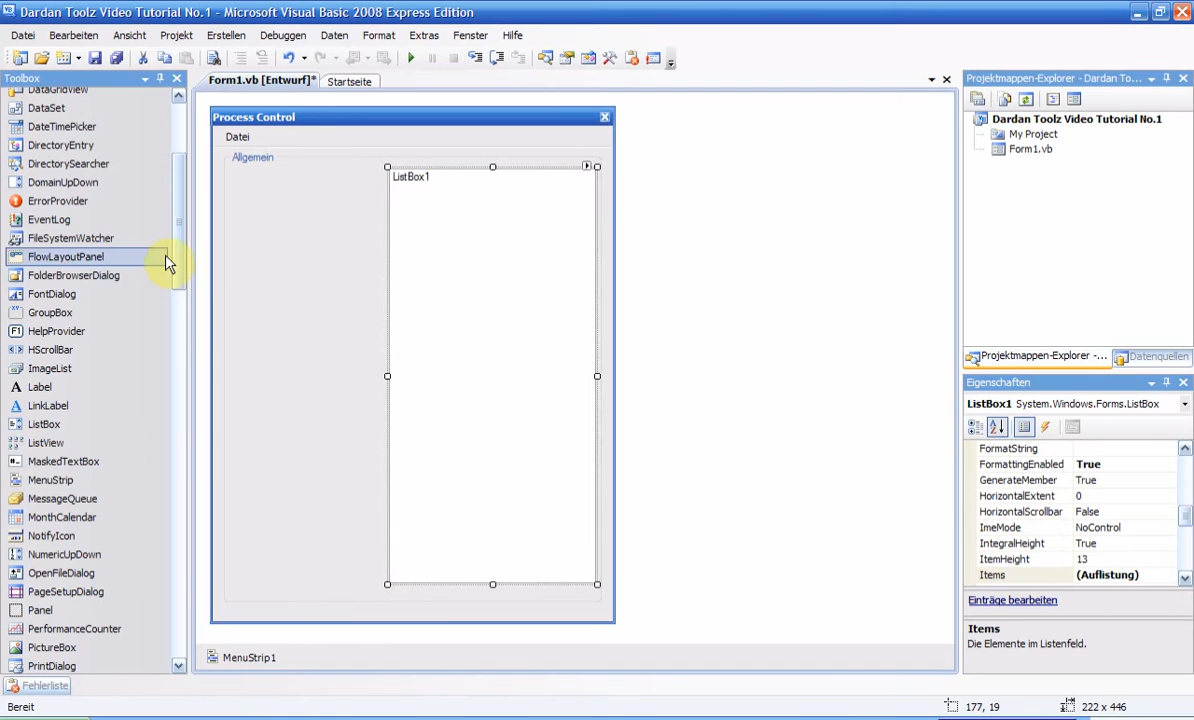 Dardan Toolz Video Tutorial No.1 - Microsoft Visual Basic 2008 Express Edition
Datei Bearbeiten Ansicht Projekt Erstellen Debuggen Daten Format Extras Fenster Hilfe
Toolbox
DataGridView
DataSet
DateTimePicker
DirectoryEntry
DirectorySearcher
DomainUpDown
ErrorProvider
EventLog
FileSystemWatcher
FlowLayoutPanel
FolderBrowserDialog
FontDialog
GroupBox
HelpProvider
HScrollBar
ImageList
Label
LinkLabel
ListBox
ListView
MaskedTextBox
MenuStrip
MessageQueue
MonthCalendar
NotifyIcon
NumericUpDown
OpenFileDialog
PageSetupDialog
Panel
PerformanceCounter
PictureBox
PrintDialog
Form1.vb [Entwurf]* Startseite
Process Control
Datei
Allgemein
ListBox1
MenuStrip1
Projektmappen-Explorer - Dardan To...
Dardan Toolz Video Tutorial No.1
My Project
Form1.vb
Projektmappen-Explorer -... Datenquellen
Eigenschaften
ListBox1 System.Windows.Forms.ListBox
FormatString
FormattingEnabled True
GenerateMember True
HorizontalExtent 0
HorizontalScrollbar False
ImeMode NoControl
IntegralHeight True
ItemHeight 13
Items (Auflistung)
Einträge bearbeiten
Items
Die Elemente im Listenfeld.
Fehlerliste
Bereit 177, 19 222 x 446